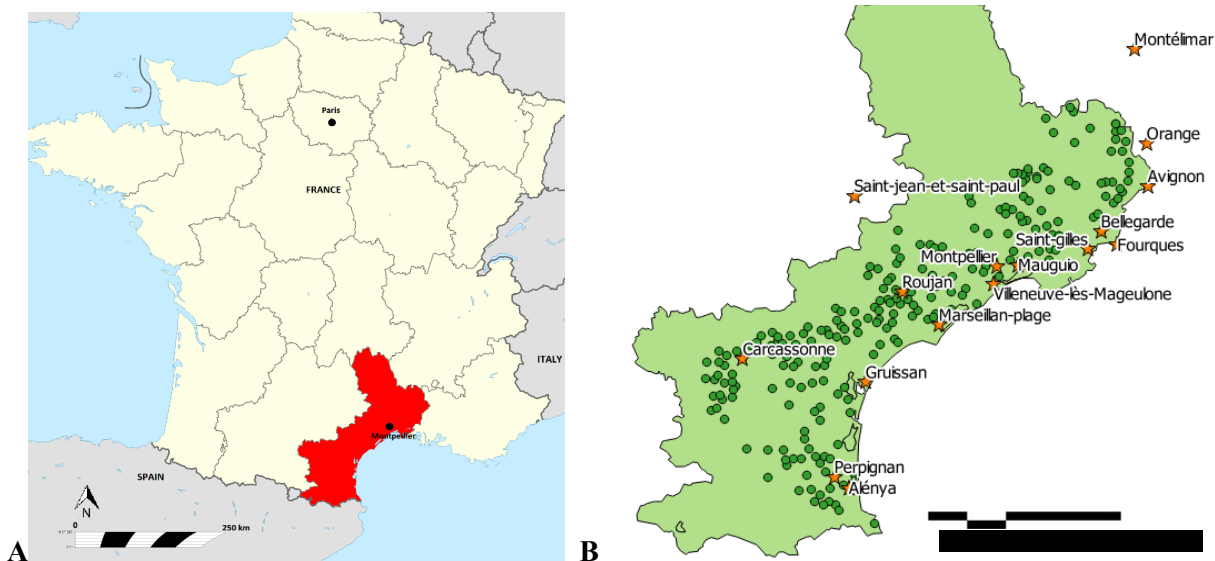 Paris
FRANCE
ITALY
Montpellier
SPAIN
N
0
250 km
A
Montélimar
Orange
Avignon
Saint-jean-et-saint-paul
Bellegarde
Saint-gilles
Fourques
Montpellier
Mauguio
Roujan
Villeneuve-lès-Mageulone
Marseillan-plage
Carcassonne
Gruissan
Perpignan
Alénya
B